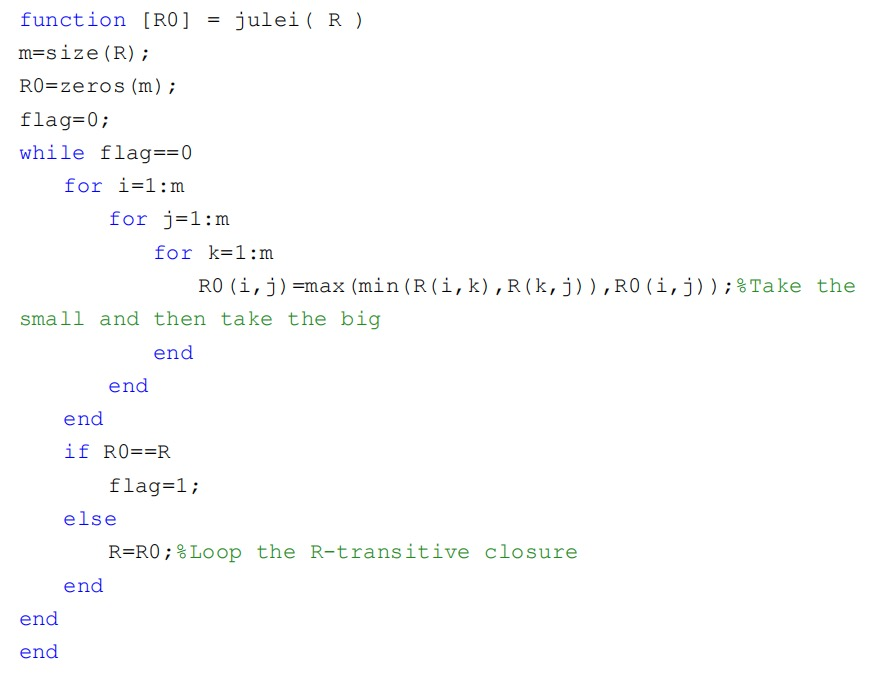 function [R0] = julei( R )
m=size(R);
R0=zeros(m);
flag=0;
while flag==0
for i=1:m
for j=1:m
for k=1:m
R0(i,j)=max(min(R(i,k),R(k,j)),R0(i,j));%Take the
small and then take the big
end
end
end
if R0==R
flag=1;
else
R=R0;%Loop the R-transitive closure
end
end
end